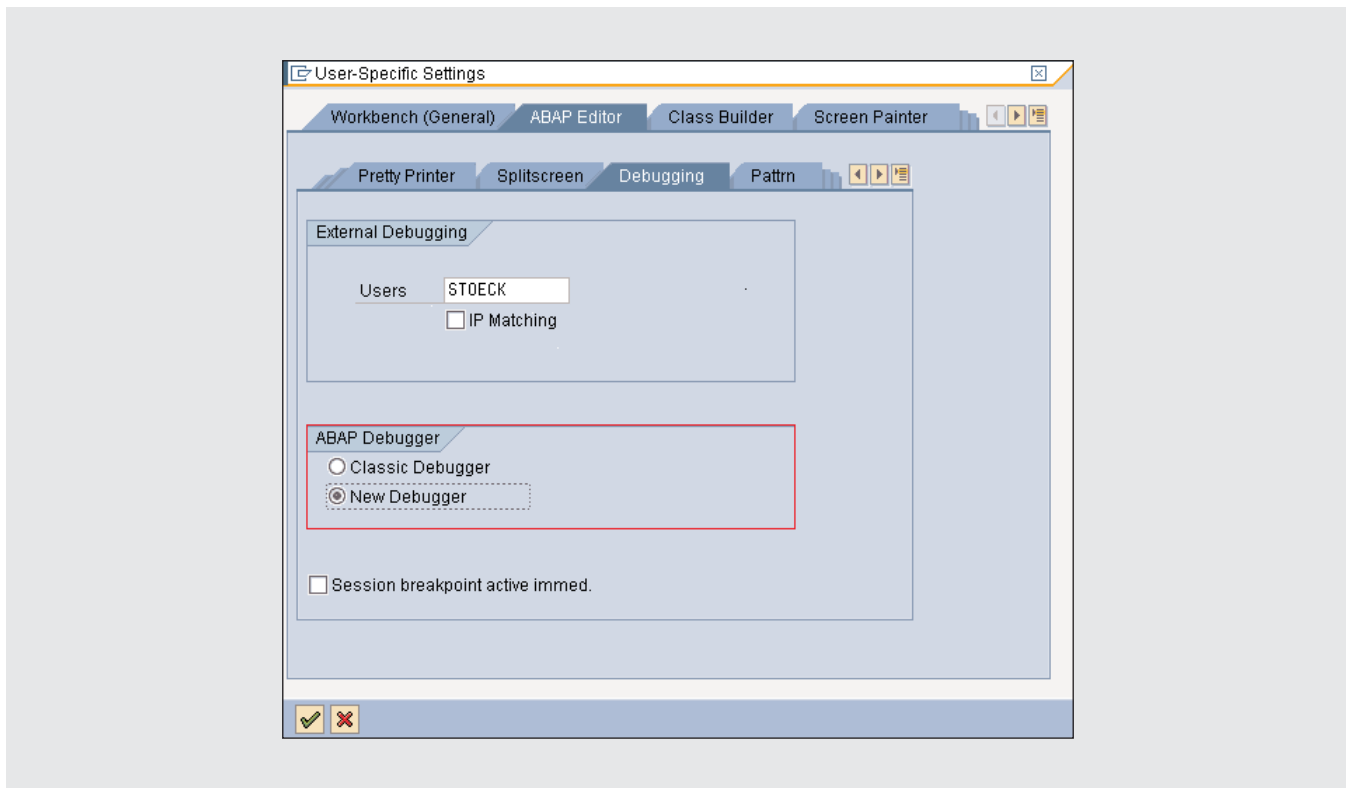 User-Specific Settings
Workbench (General) ABAP Editor Class Builder Screen Painter
Pretty Printer Splitscreen Debugging Pattrn
External Debugging
Users STOECK
IP Matching
ABAP Debugger
Classic Debugger
New Debugger
Session breakpoint active immed.